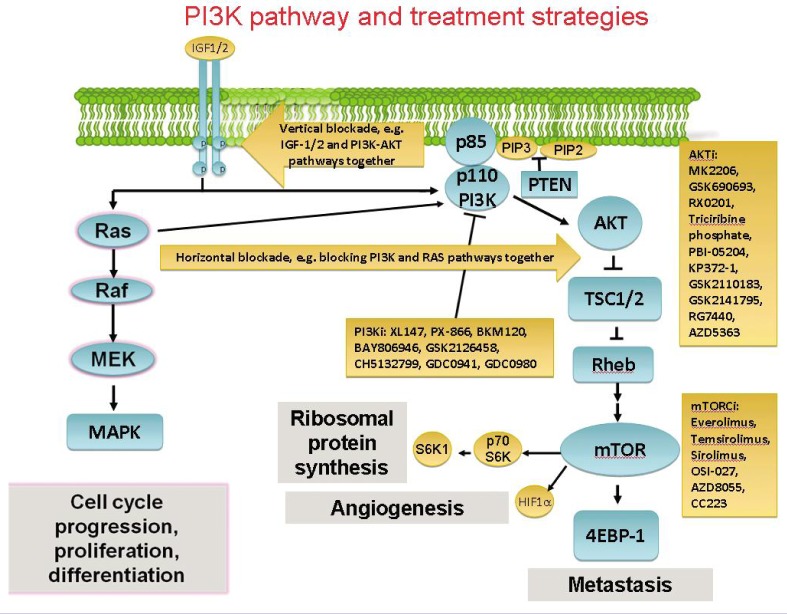 PI3K pathway and treatment strategies
IGF1/2
Vertical blockade, e.g.
IGF-1/2 and PI3K-AKT
pathways together
P
P
P
P
p85
PIP3
PIP2
p110
PI3K
PTEN
AKT
Ras
Horizontal blockade, e.g. blocking PI3K and RAS pathways together
Raf
TSC1/2
MEK
PI3Ki: XL147, PX-866, BKM120,
BAY806946, GSK2126458,
CH5132799, GDC0941, GDC0980
Rheb
MAPK
AKTi:
MK2206,
GSK690693,
RX0201,
Triciribine
phosphate,
PBI-05204,
KP372-1,
GSK2110183,
GSK2141795,
RG7440,
AZD5363
Ribosomal
protein
synthesis
S6K1
p70
S6K
mTOR
mTORCi:
Everolimus,
Temsirolimus,
Sirolimus,
OSI-027,
AZD8055,
CC223
Angiogenesis
HIF1α
4EBP-1
Cell cycle
progression,
proliferation,
differentiation
Metastasis